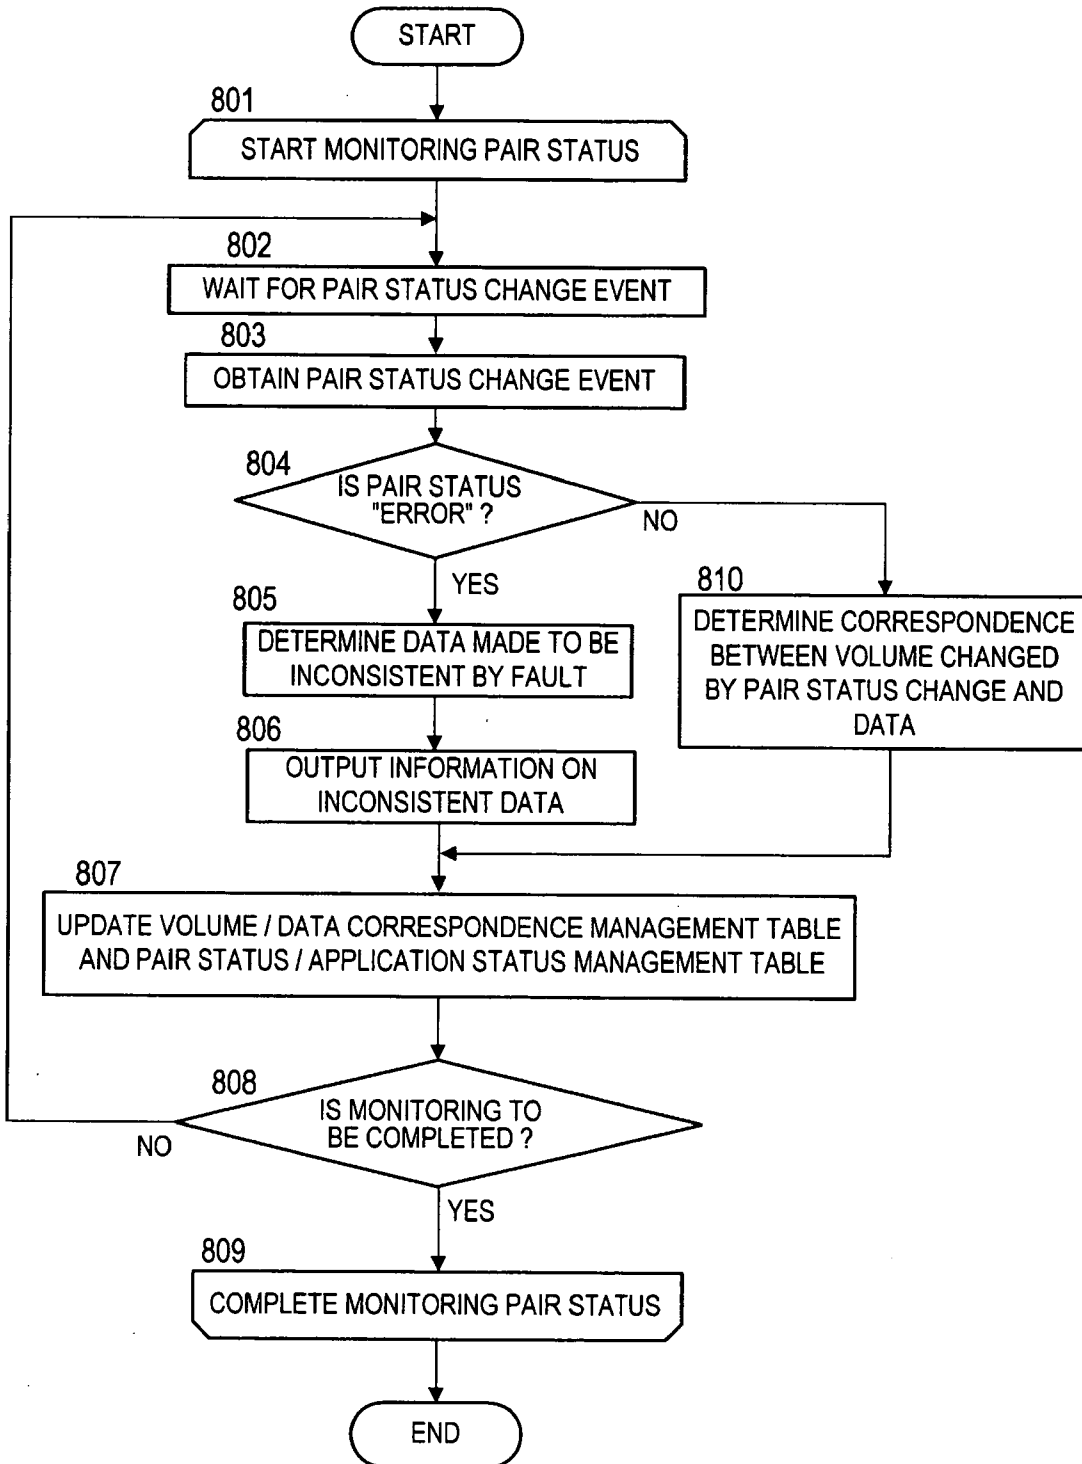 START
801
START MONITORING PAIR STATUS
802
WAIT FOR PAIR STATUS CHANGE EVENT
803
OBTAIN PAIR STATUS CHANGE EVENT
804
IS PAIR STATUS
"ERROR" ?
NO
YES
805
DETERMINE DATA MADE TO BE
INCONSISTENT BY FAULT
810
DETERMINE CORRESPONDENCE
BETWEEN VOLUME CHANGED
BY PAIR STATUS CHANGE AND
DATA
806
OUTPUT INFORMATION ON
INCONSISTENT DATA
807
UPDATE VOLUME / DATA CORRESPONDENCE MANAGEMENT TABLE
AND PAIR STATUS / APPLICATION STATUS MANAGEMENT TABLE
808
IS MONITORING TO
BE COMPLETED ?
NO
YES
809
COMPLETE MONITORING PAIR STATUS
END